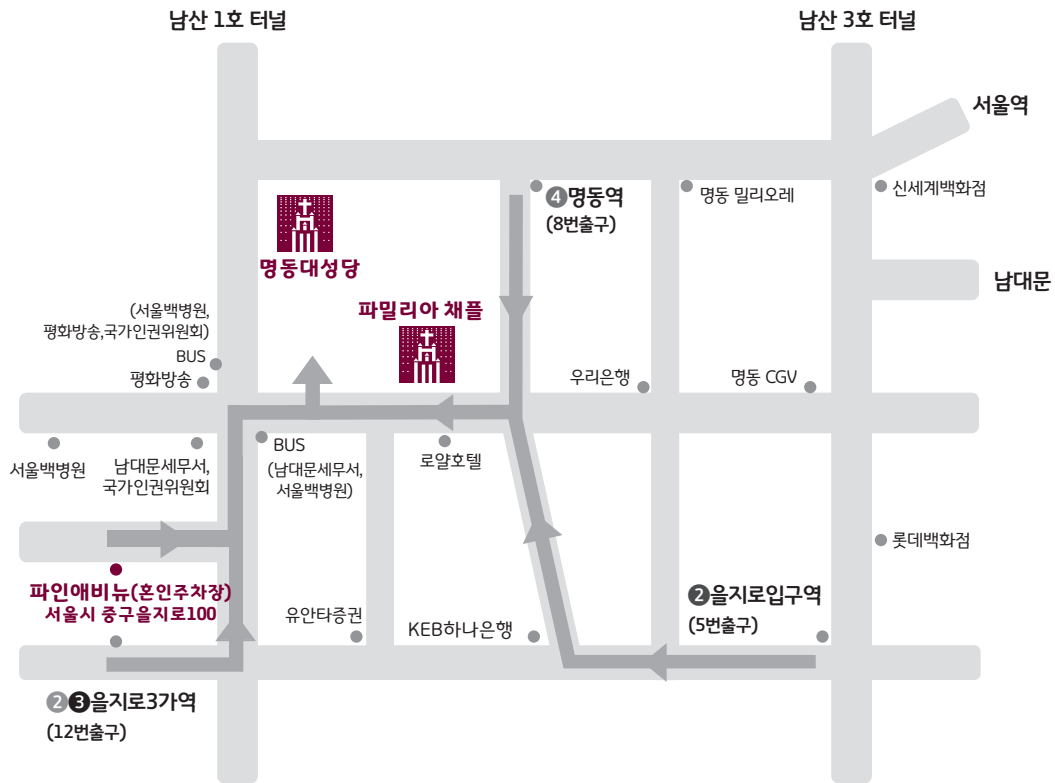 남산 1호 터널
남산 3호 터널
서울역
4명동역
(8번출구)
명동 밀리오레
신세계백화점
명동대성당
남대문
파밀리아 채플
(서울백병원,
평화방송,국가인권위원회)
BUS
평화방송
우리은행
명동 CGV
서울백병원
남대문세무서,
국가인권위원회
BUS
(남대문세무서,
서울백병원)
로얄호텔
롯데백화점
파인애비뉴(혼인주차장)
서울시 중구을지로100
유안타증권
KEB하나은행
2을지로입구역
(5번출구)
2 3을지로3가역
(12번출구)